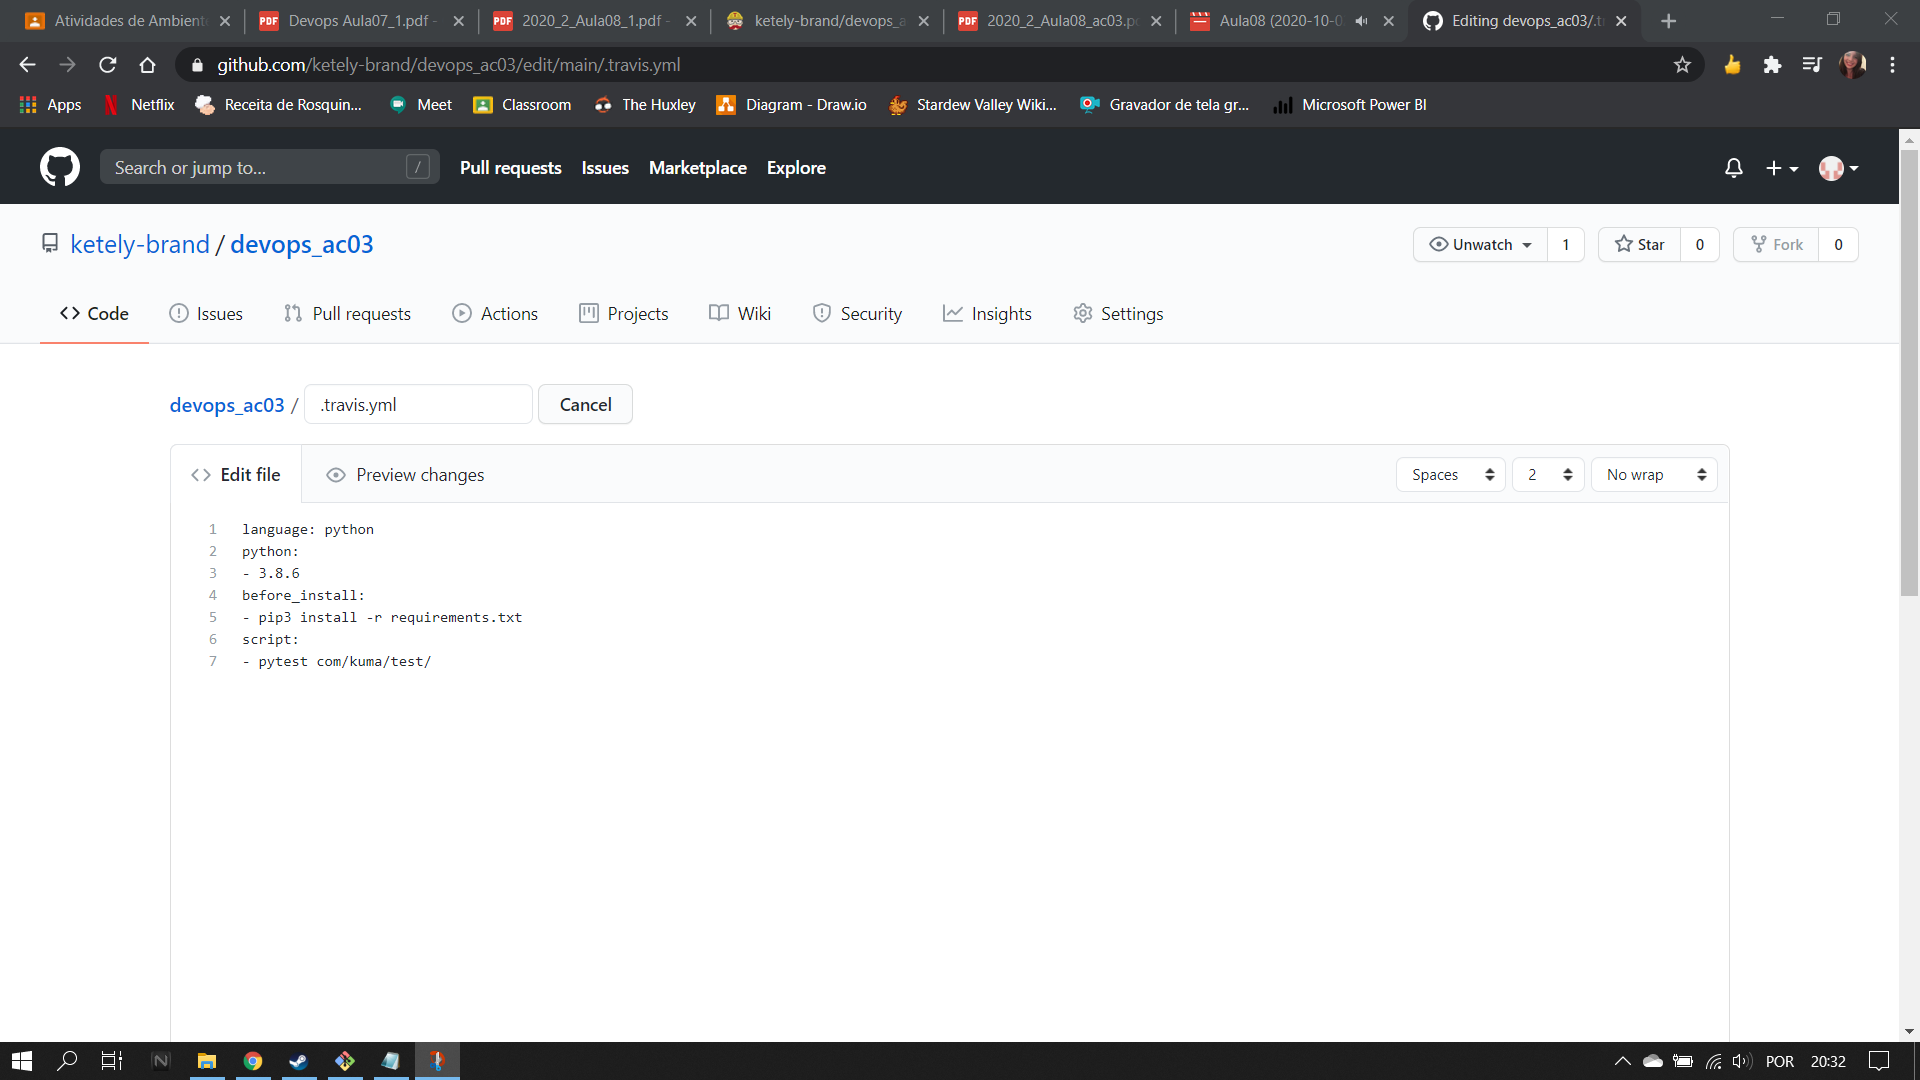 Atividades de Ambient
Devops Aula07_1.pdf -
2020_2_Aula08_1.pdf -
ketely-brand/devops_a
2020_2_Aula08_ac03.p
Aula08 (2020-10-0
Editing devops_ac03/.t
github.com/ketely-brand/devops_ac03/edit/main/.travis.yml
Apps
Netflix
Receita de Rosquin...
Meet
Classroom
The Huxley
Diagram - Draw.io
Stardew Valley Wiki...
Gravador de tela gr...
Microsoft Power BI
Search or jump to...
/
Pull requests
Issues
Marketplace
Explore
ketely-brand / devops_ac03
Unwatch 1
Star 0
Fork 0
Code
Issues
Pull requests
Actions
Projects
Wiki
Security
Insights
Settings
devops_ac03 / .travis.yml
Cancel
Edit file
Preview changes
Spaces
2
No wrap
1 language: python
2 python:
3 - 3.8.6
4 before_install:
5 - pip3 install -r requirements.txt
6 script:
7 - pytest com/kuma/test/
POR
20:32